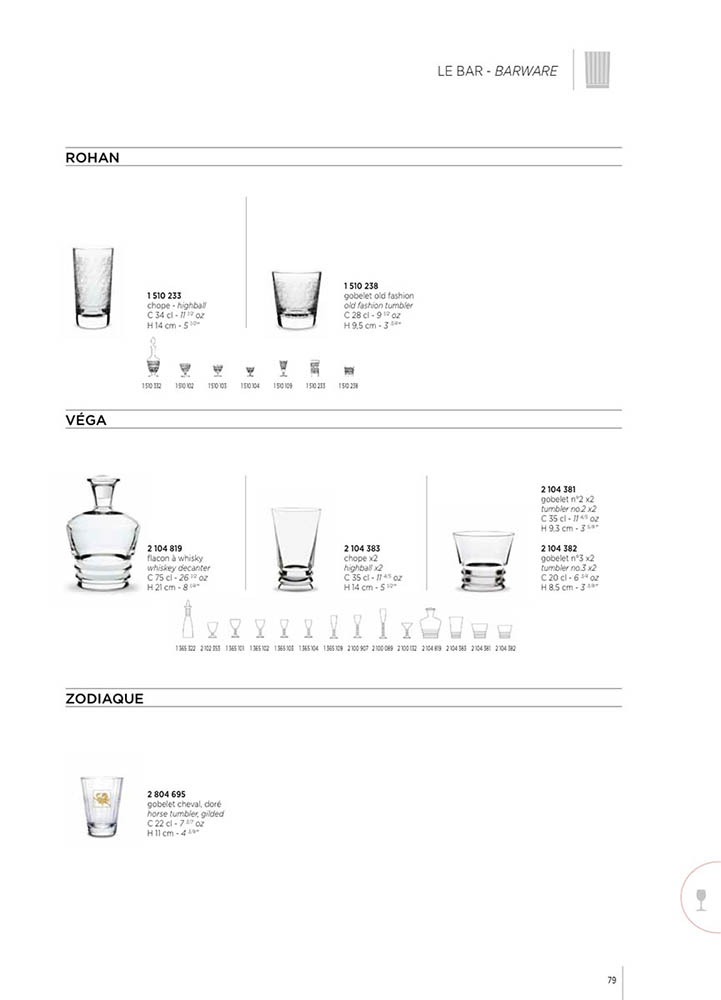 LE BAR - BARWARE
ROHAN
1 510 233
chope - highball
C 34 cl - 11 1/2 oz
H 14 cm - 5 1/2"
1 510 238
gobelet old fashion
old fashion tumbler
C 28 cl - 9 1/2 oz
H 9,5 cm - 3 3/4"
1 510 332 1 510 102 1 510 103 1 510 104 1 510 109 1 510 233 1 510 238
VÉGA
2 104 819
flacon à whisky
whiskey decanter
C 75 cl - 26 1/2 oz
H 21 cm - 8 1/4"
2 104 383
chope x2
highball x2
C 35 cl - 11 4/5 oz
H 14 cm - 5 1/2"
2 104 381
gobelet n°2 x2
tumbler no.2 x2
C 35 cl - 11 4/5 oz
H 9,3 cm - 3
2 104 382
gobelet n°3 x2
tumbler no.3 x2
C 20 cl - 6 3/4 oz
H 8,5 cm - 3
1 365 322 2 102 353 1 365 101 1 365 102 1 365 103 1 365 104 1 365 109 2 100 907 2 100 089 2 100 132 2 104 819 2 104 383 2 104 381 2 104 382
ZODIAQUE
2 804 695
gobelet cheval, doré
horse tumbler, gilded
C 22 cl - 7 oz
H 11 cm - 4
79